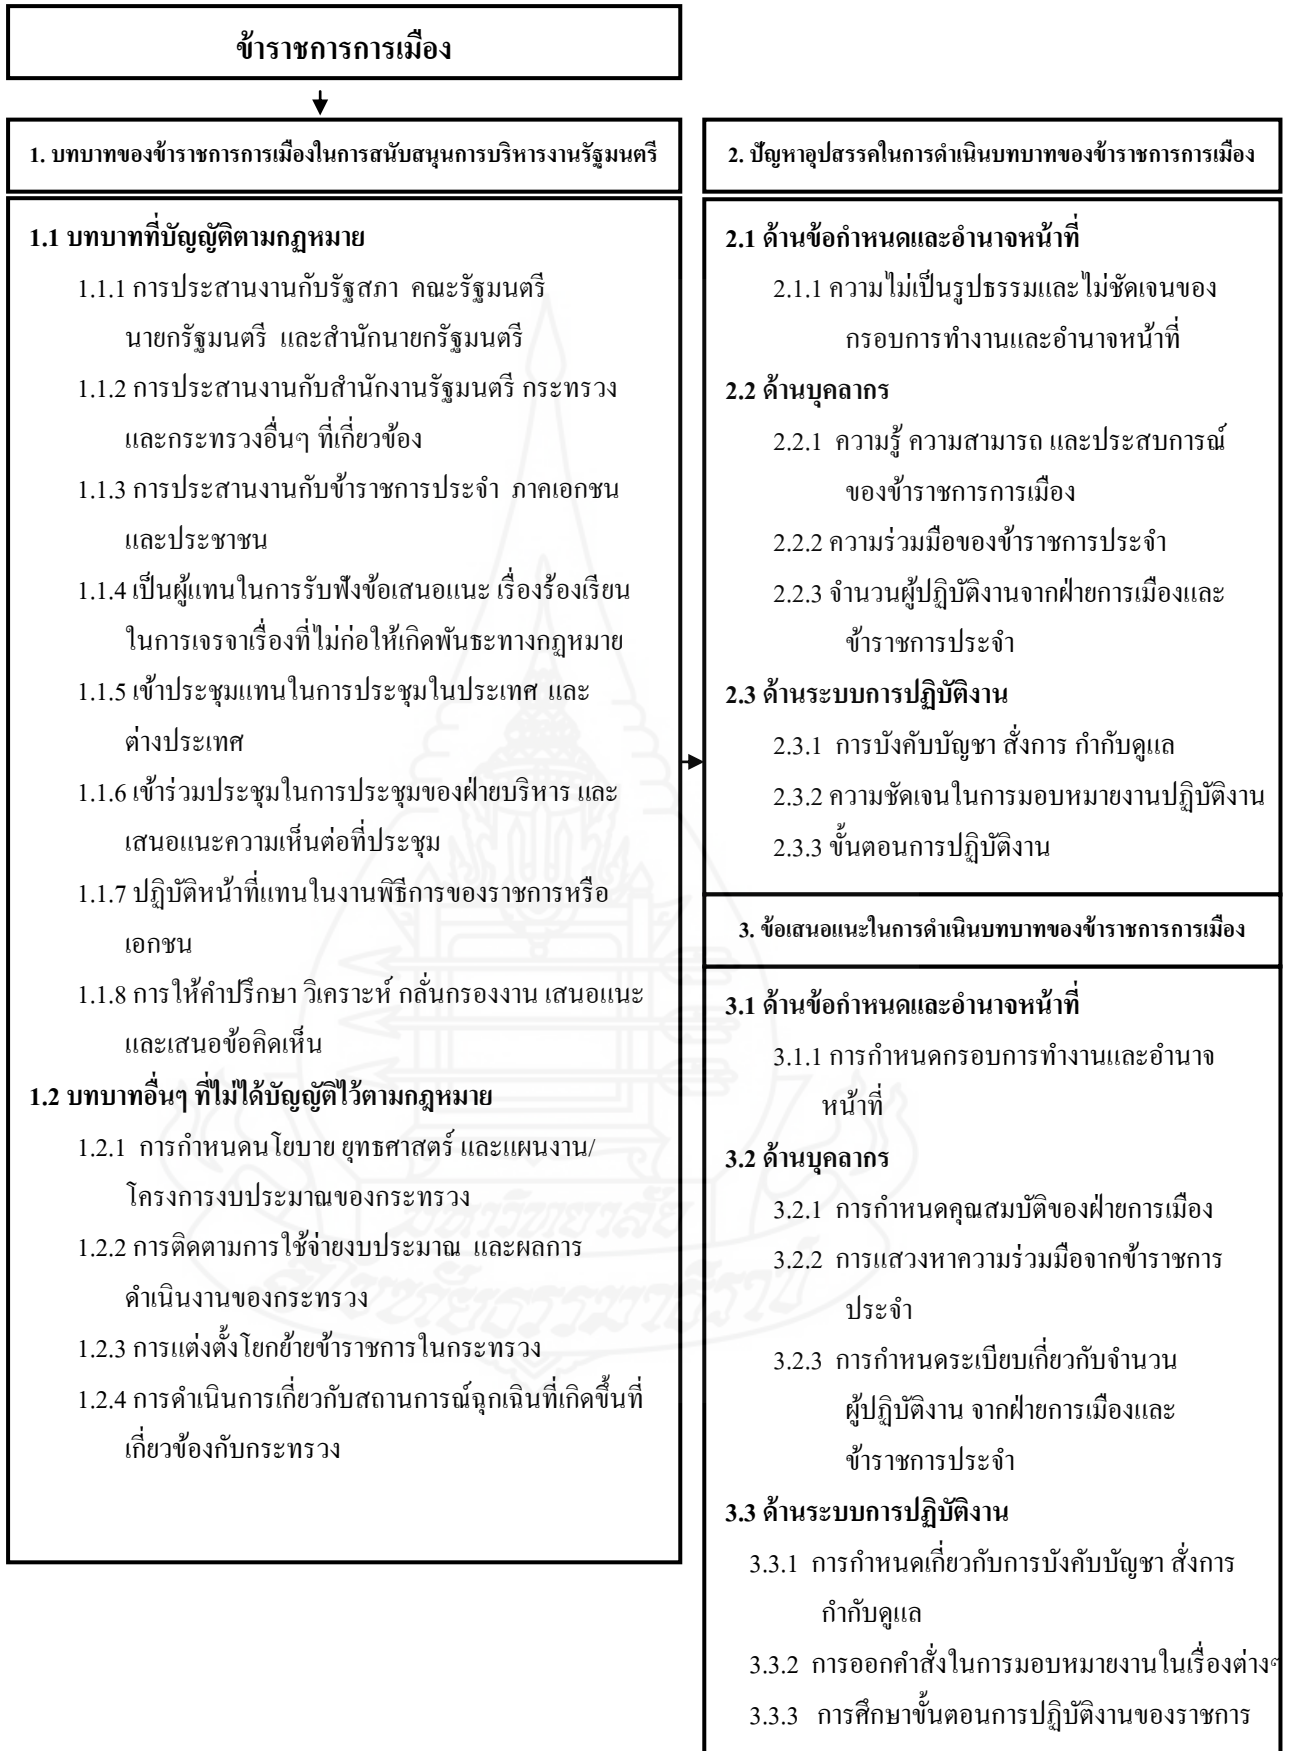 ข้าราชการการเมือง
1. บทบาทของข้าราชการการเมืองในการสนับสนุนการบริหารงานรัฐมนตรี
1.1 บทบาทที่บัญญัติตามกฏหมาย
1.1.1 การประสานงานกับรัฐสภา คณะรัฐมนตรี
นายกรัฐมนตรี และสำนักนายกรัฐมนตรี
1.1.2 การประสานงานกับสำนักงานรัฐมนตรี กระทรวง
และกระทรวงอื่นๆ ที่เกี่ยวข้อง
1.1.3 การประสานงานกับข้าราชการประจำ ภาคเอกชน
และประชาชน
1.1.4 เป็นผู้แทนในการรับฟังข้อเสนอแนะ เรื่องร้องเรียน
ในการเจรจาเรื่องที่ไม่ก่อให้เกิดพันธะทางกฏหมาย
1.1.5 เข้าประชุมแทนในการประชุมในประเทศ และ
ต่างประเทศ
1.1.6 เข้าร่วมประชุมในการประชุมของฝ่ายบริหาร และ
เสนอแนะความเห็นต่อที่ประชุม
1.1.7 ปฏิบัติหน้าที่แทนในงานพิธีการของราชการหรือ
เอกชน
1.1.8 การให้คำปรึกษา วิเคราะห์ กลั่นกรองงาน เสนอแนะ
และเสนอข้อคิดเห็น
1.2 บทบาทอื่นๆ ที่ไม่ได้บัญญัติไว้ตามกฎหมาย
1.2.1 การกำหนดนโยบาย ยุทธศาสตร์ และแผนงาน/
โครงการงบประมาณของกระทรวง
1.2.2 การติดตามการใช้จ่ายงบประมาณ และผลการ
ดำเนินงานของกระทรวง
1.2.3 การแต่งตั้งโยกย้ายข้าราชการในกระทรวง
1.2.4 การดำเนินการเกี่ยวกับสถานการณ์ฉุกเฉินที่เกิดขึ้นที่
เกี่ยวข้องกับกระทรวง
2. ปัญหาอุปสรรคในการดำเนินบทบาทของข้าราชการการเมือง
2.1 ด้านข้อกำหนดและอำนาจหน้าที่
2.1.1 ความไม่เป็นรูปธรรมและไม่ชัดเจนของ
กรอบการทำงานและอำนาจหน้าที่
2.2 ด้านบุคลากร
2.2.1 ความรู้ ความสามารถ และประสบการณ์
ของข้าราชการการเมือง
2.2.2 ความร่วมมือของข้าราชการประจำ
2.2.3 จำนวนผู้ปฏิบัติงานจากฝ่ายการเมืองและ
ข้าราชการประจำ
2.3 ด้านระบบการปฏิบัติงาน
2.3.1 การบังคับบัญชา สั่งการ กำกับดูแล
2.3.2 ความชัดเจนในการมอบหมายงานปฏิบัติงาน
2.3.3 ขั้นตอนการปฏิบัติงาน
3. ข้อเสนอแนะในการดำเนินบทบาทของข้าราชการการเมือง
3.1 ด้านข้อกำหนดและอำนาจหน้าที่
3.1.1 การกำหนดกรอบการทำงานและอำนาจ
หน้าที่
3.2 ด้านบุคลากร
3.2.1 การกำหนดคุณสมบัติของฝ่ายการเมือง
3.2.2 การแสวงหาความร่วมมือจากข้าราชการ
ประจำ
3.2.3 การกำหนดระเบียบเกี่ยวกับจำนวน
ผู้ปฏิบัติงาน จากฝ่ายการเมืองและ
ข้าราชการประจำ
3.3 ด้านระบบการปฏิบัติงาน
3.3.1 การกำหนดเกี่ยวกับการบังคับบัญชา สั่งการ
กำกับดูแล
3.3.2 การออกคำสั่งในการมอบหมายงานในเรื่องต่างๆ
3.3.3 การศึกษาขั้นตอนการปฏิบัติงานของราชการ
มหาวิทยาลัย
สุโขทัยธรรมาธิราช